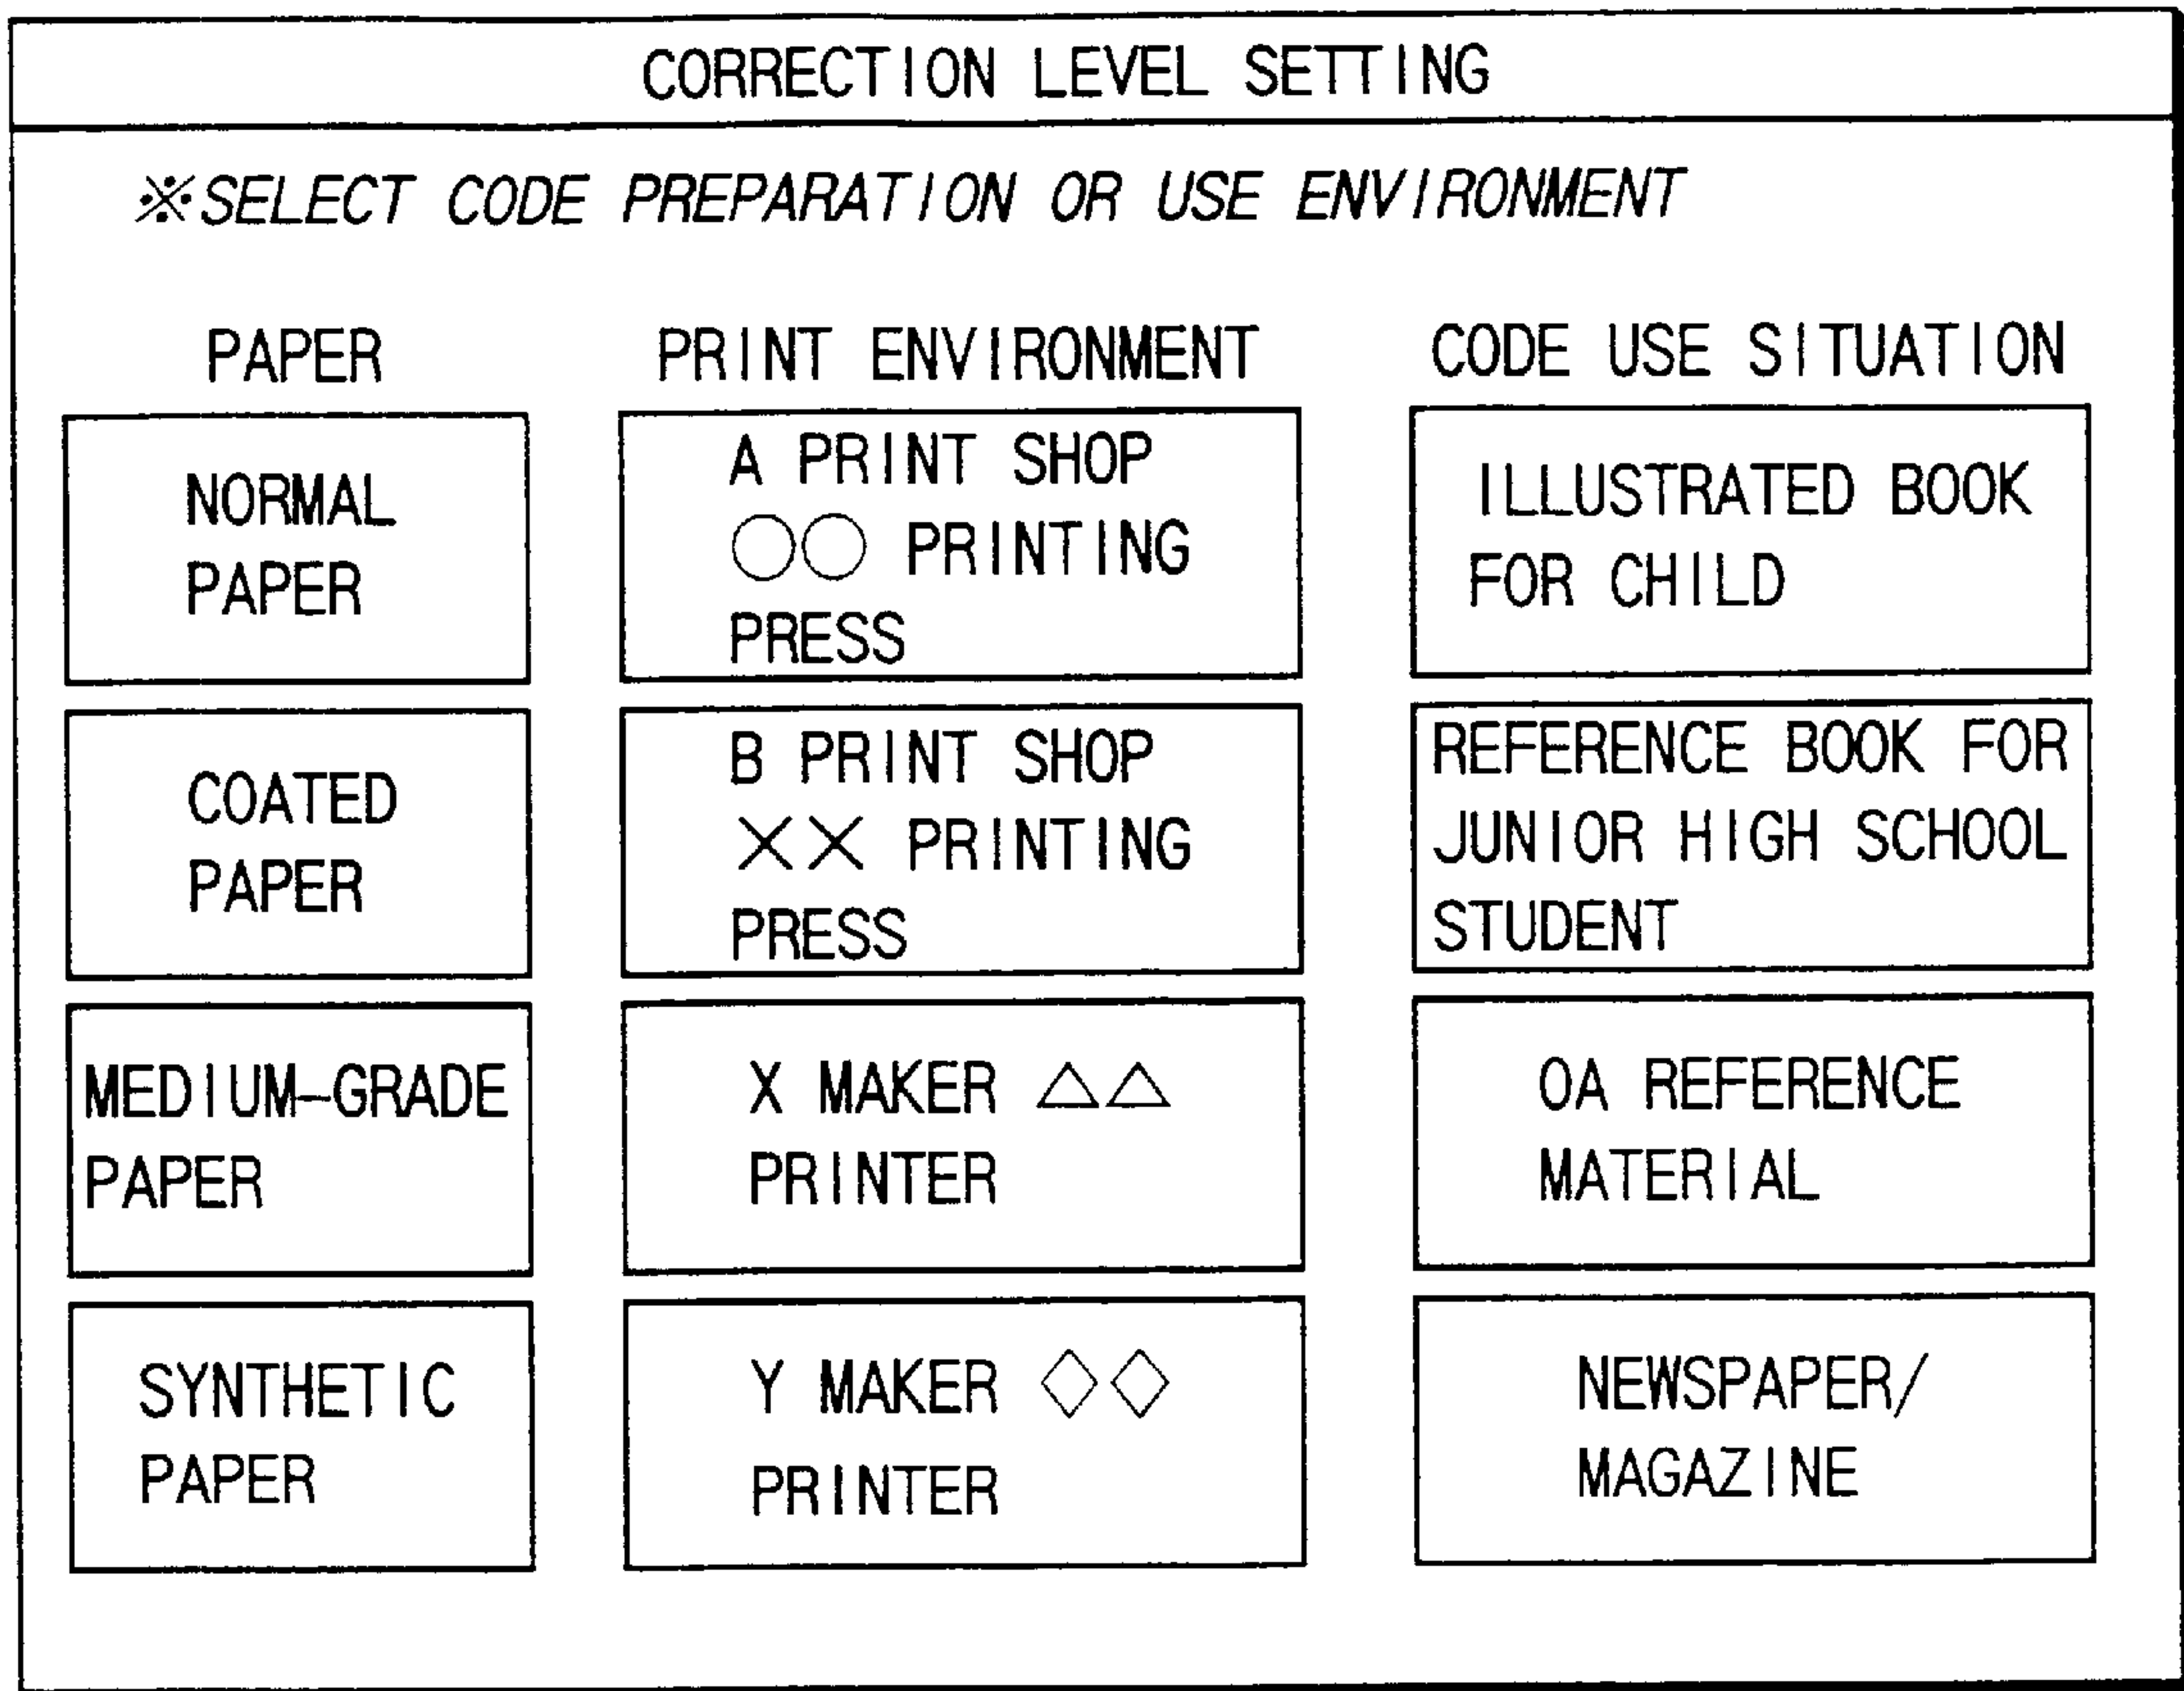 CORRECTION LEVEL SETTING
※SELECT CODE PREPARATION OR USE ENVIRONMENT
PAPER
NORMAL
PAPER
COATED
PAPER
MEDIUM-GRADE
PAPER
SYNTHETIC
PAPER
PRINT ENVIRONMENT
A PRINT SHOP
○○ PRINTING
PRESS
B PRINT SHOP
×× PRINTING
PRESS
X MAKER △△
PRINTER
Y MAKER ◇◇
PRINTER
CODE USE SITUATION
ILLUSTRATED BOOK
FOR CHILD
REFERENCE BOOK FOR
JUNIOR HIGH SCHOOL
STUDENT
OA REFERENCE
MATERIAL
NEWSPAPER/
MAGAZINE